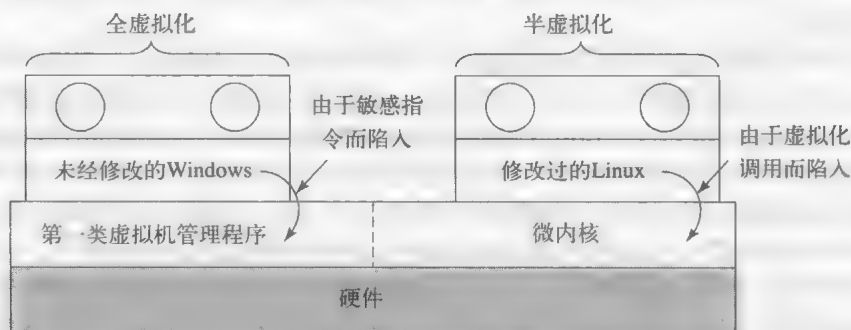 全虚拟化
半虚拟化
由于敏感指
令而陷入
由于虚拟化
调用而陷入
未经修改的Windows
修改过的Linux
第一类虚拟机管理程序
微内核
硬件